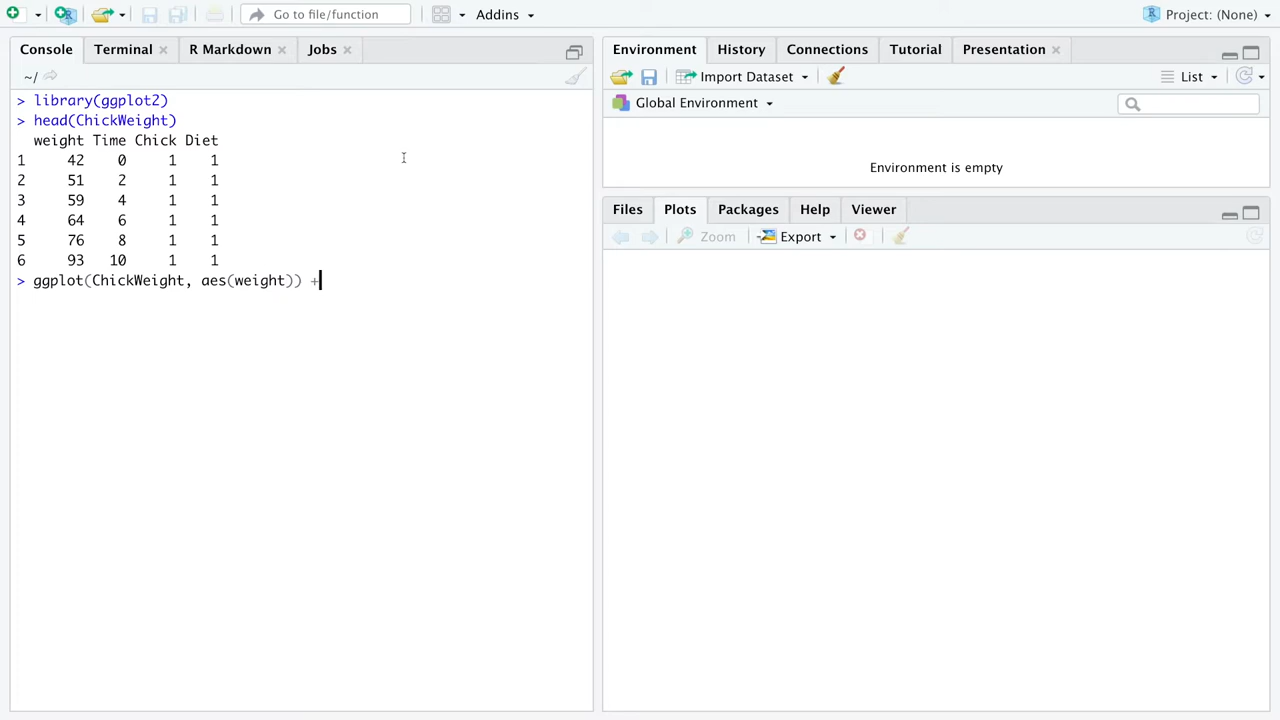 Go to file/function
Addins
Project: (None)
Console
Terminal
R Markdown
Jobs
~/
> library(ggplot2)
> head(ChickWeight)
weight Time Chick Diet
1 42 0 1 1
2 51 2 1 1
3 59 4 1 1
4 64 6 1 1
5 76 8 1 1
6 93 10 1 1
> ggplot(ChickWeight, aes(weight)) +
Environment
History
Connections
Tutorial
Presentation
Import Dataset
List
Global Environment
Environment is empty
Files
Plots
Packages
Help
Viewer
Zoom
Export